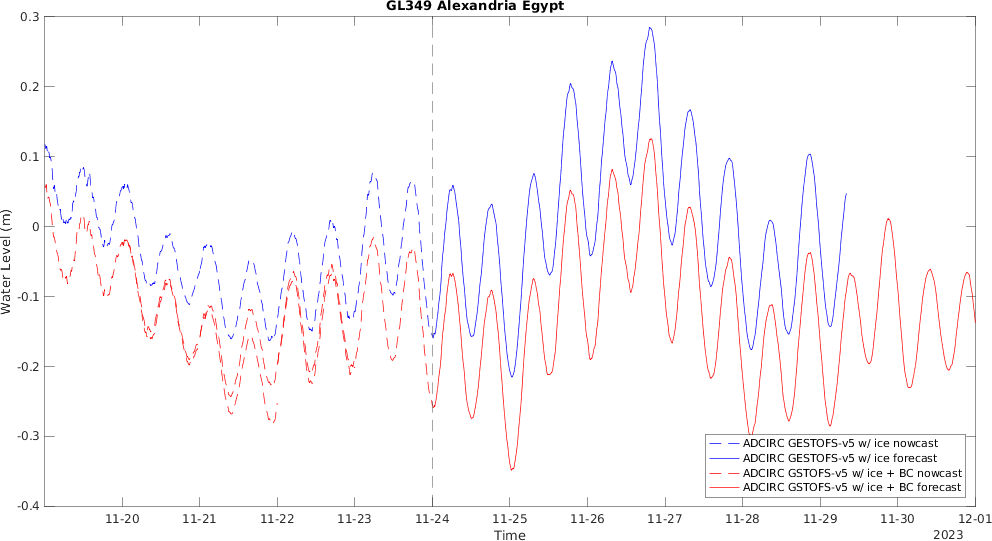 GL349 Alexandria Egypt
0.3
0.2
0.1
0
-0.1
-0.2
-0.3
-0.4
Water Level (m)
ADCIRC GESTOFS-v5 w/ ice nowcast
ADCIRC GESTOFS-v5 w/ ice forecast
ADCIRC GSTOFS-v5 w/ ice + BC nowcast
ADCIRC GSTOFS-v5 w/ ice + BC forecast
11-20 11-21 11-22 11-23 11-24 11-25 11-26 11-27 11-28 11-29 11-30 12-01
Time
2023